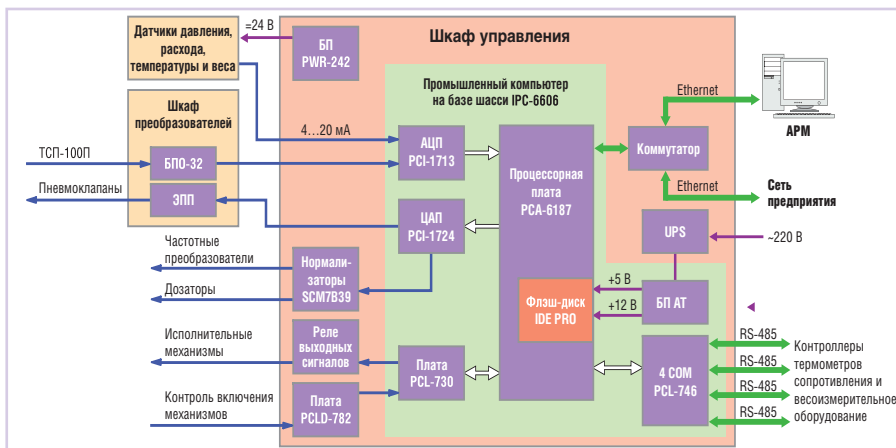 Датчики давления,
расхода,
температуры и веса
=24 В
БП
PWR-242
Шкаф управления
Шкаф
преобразователей
Промышленный компьютер
на базе шасси IPC-6606
Ethernet
АРМ
ТСП-100П
БПО-32
4...20 мА
АЦП
PCI-1713
Процессорная
плата
PCA-6187
Коммутатор
Пневмоклапаны
ЭПП
ЦАП
PCI-1724
Ethernet
Сеть
предприятия
UPS
~220 В
Частотные
преобразователи
Дозаторы
Нормали-
заторы
SCM7B39
Флэш-диск
IDE PRO
+5 В
+12 В
БП АТ
Исполнительные
механизмы
Реле
выходных
сигналов
Плата
PCL-730
4 COM
PCL-746
RS-485
RS-485
RS-485
RS-485
Контроллеры
термометров
сопротивления и
весоизмерительное
оборудование
Контроль включения
механизмов
Плата
PCLD-782